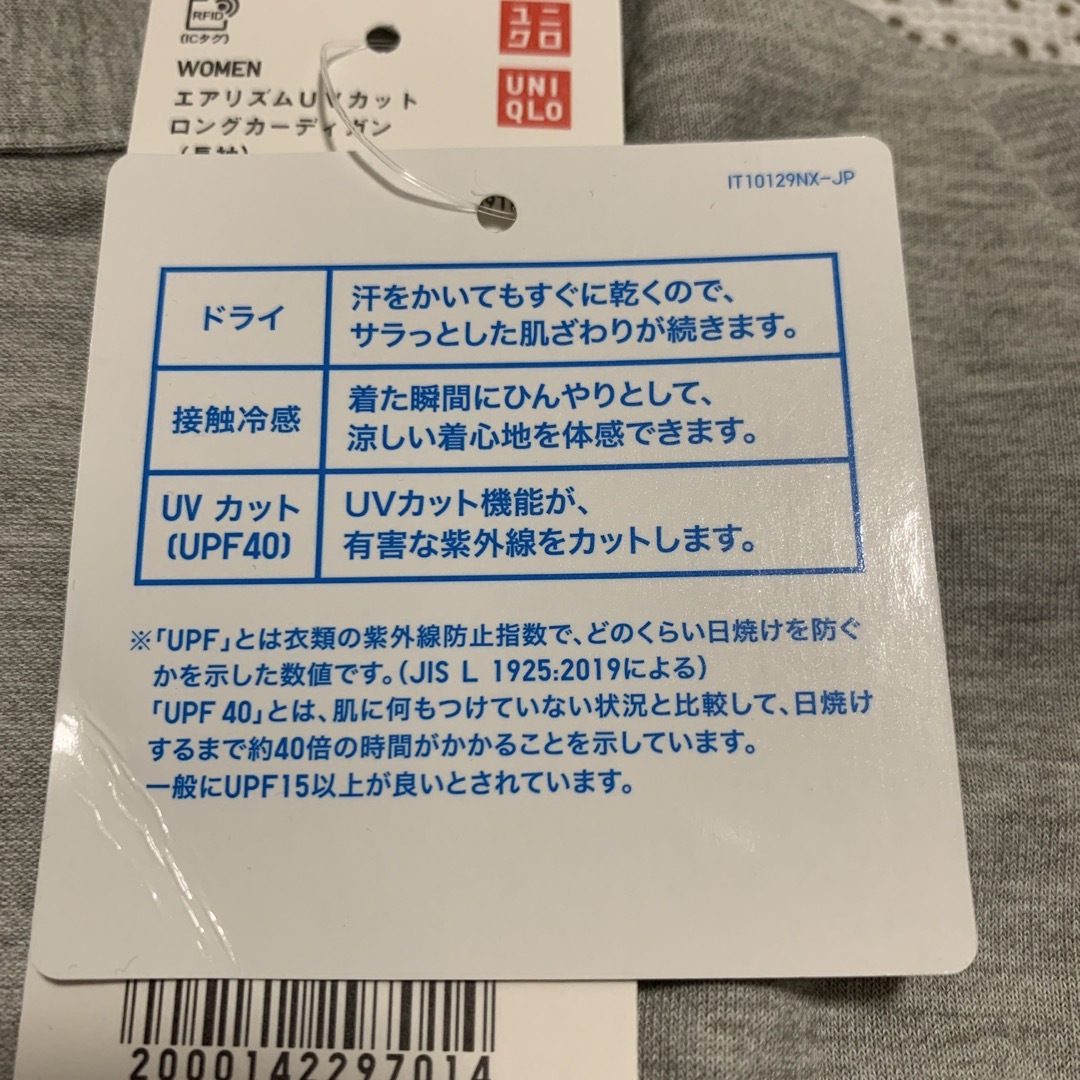 RFID
(ICタグ)
WOMEN
エアリズムUVカット
ロングカーディガン
(長袖)
ユニ
クロ
UNI
QLO
IT10129NX-JP
ドライ
汗をかいてもすぐに乾くので、
サラっとした肌ざわりが続きます。
接触冷感
着た瞬間にひんやりとして、
涼しい着心地を体感できます。
UV カット
(UPF40)
UVカット機能が、
有害な紫外線をカットします。
※「UPF」とは衣類の紫外線防止指数で、どのくらい日焼けを防ぐ
かを示した数値です。(JIS L 1925:2019による)
「UPF 40」とは、肌に何もつけていない状況と比較して、日焼け
するまで約40倍の時間がかかることを示しています。
一般にUPF15以上が良いとされています。
2000142297014